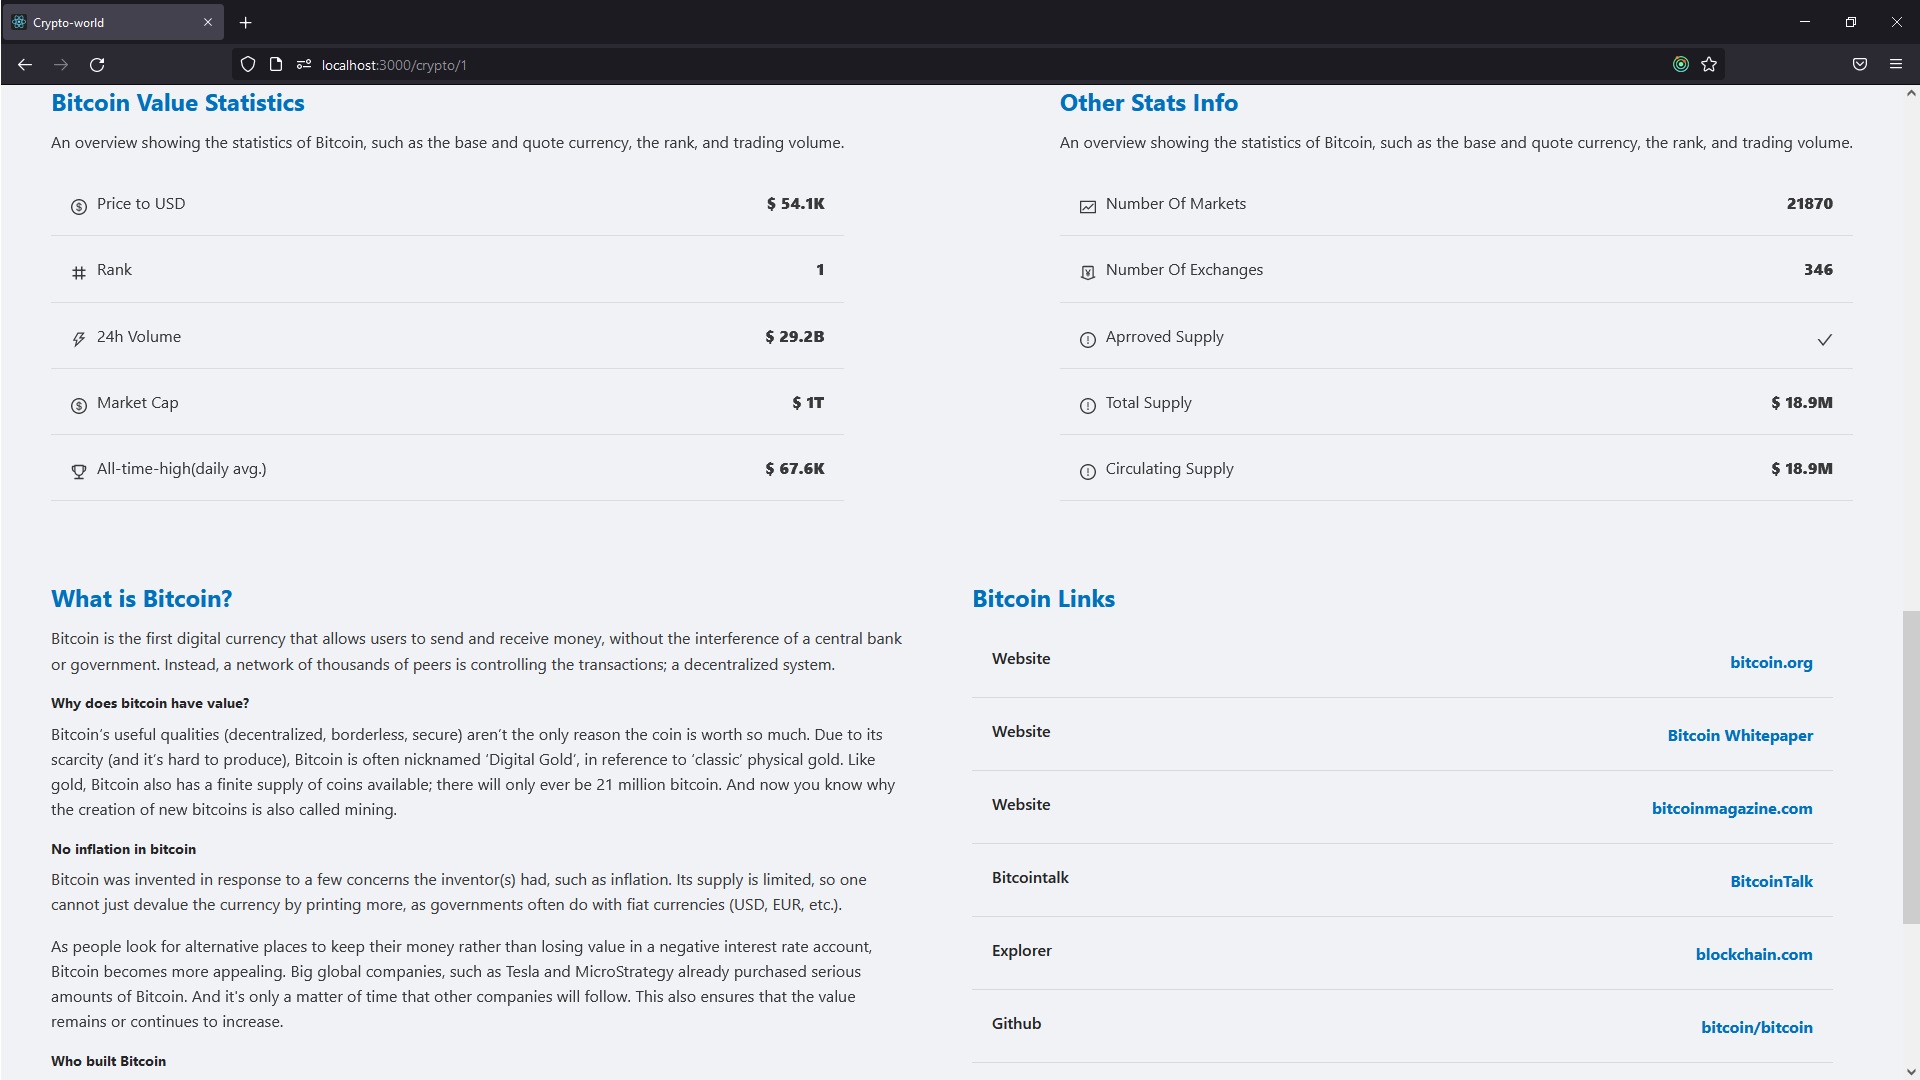 Crypto-world
localhost:3000/crypto/1
Bitcoin Value Statistics
An overview showing the statistics of Bitcoin, such as the base and quote currency, the rank, and trading volume.
Price to USD $ 54.1K
Rank 1
24h Volume $ 29.2B
Market Cap $ 1T
All-time-high(daily avg.) $ 67.6K
Other Stats Info
An overview showing the statistics of Bitcoin, such as the base and quote currency, the rank, and trading volume.
Number Of Markets 21870
Number Of Exchanges 346
Aprroved Supply
Total Supply $ 18.9M
Circulating Supply $ 18.9M
What is Bitcoin?
Bitcoin is the first digital currency that allows users to send and receive money, without the interference of a central bank
or government. Instead, a network of thousands of peers is controlling the transactions; a decentralized system.
Why does bitcoin have value?
Bitcoin’s useful qualities (decentralized, borderless, secure) aren’t the only reason the coin is worth so much. Due to its
scarcity (and it’s hard to produce), Bitcoin is often nicknamed ‘Digital Gold’, in reference to ‘classic’ physical gold. Like
gold, Bitcoin also has a finite supply of coins available; there will only ever be 21 million bitcoin. And now you know why
the creation of new bitcoins is also called mining.
No inflation in bitcoin
Bitcoin was invented in response to a few concerns the inventor(s) had, such as inflation. Its supply is limited, so one
cannot just devalue the currency by printing more, as governments often do with fiat currencies (USD, EUR, etc.).
As people look for alternative places to keep their money rather than losing value in a negative interest rate account,
Bitcoin becomes more appealing. Big global companies, such as Tesla and MicroStrategy already purchased serious
amounts of Bitcoin. And it's only a matter of time that other companies will follow. This also ensures that the value
remains or continues to increase.
Who built Bitcoin
Bitcoin Links
Website bitcoin.org
Website Bitcoin Whitepaper
Website bitcoinmagazine.com
Bitcointalk BitcoinTalk
Explorer blockchain.com
Github bitcoin/bitcoin